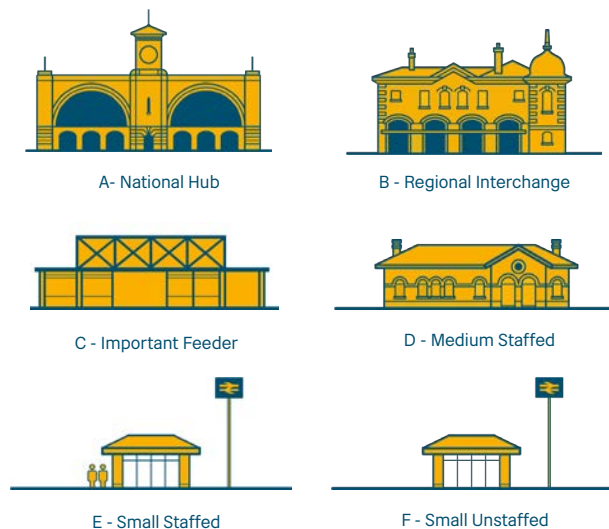 A- National Hub
B - Regional Interchange
C - Important Feeder
D - Medium Staffed
E - Small Staffed
F - Small Unstaffed